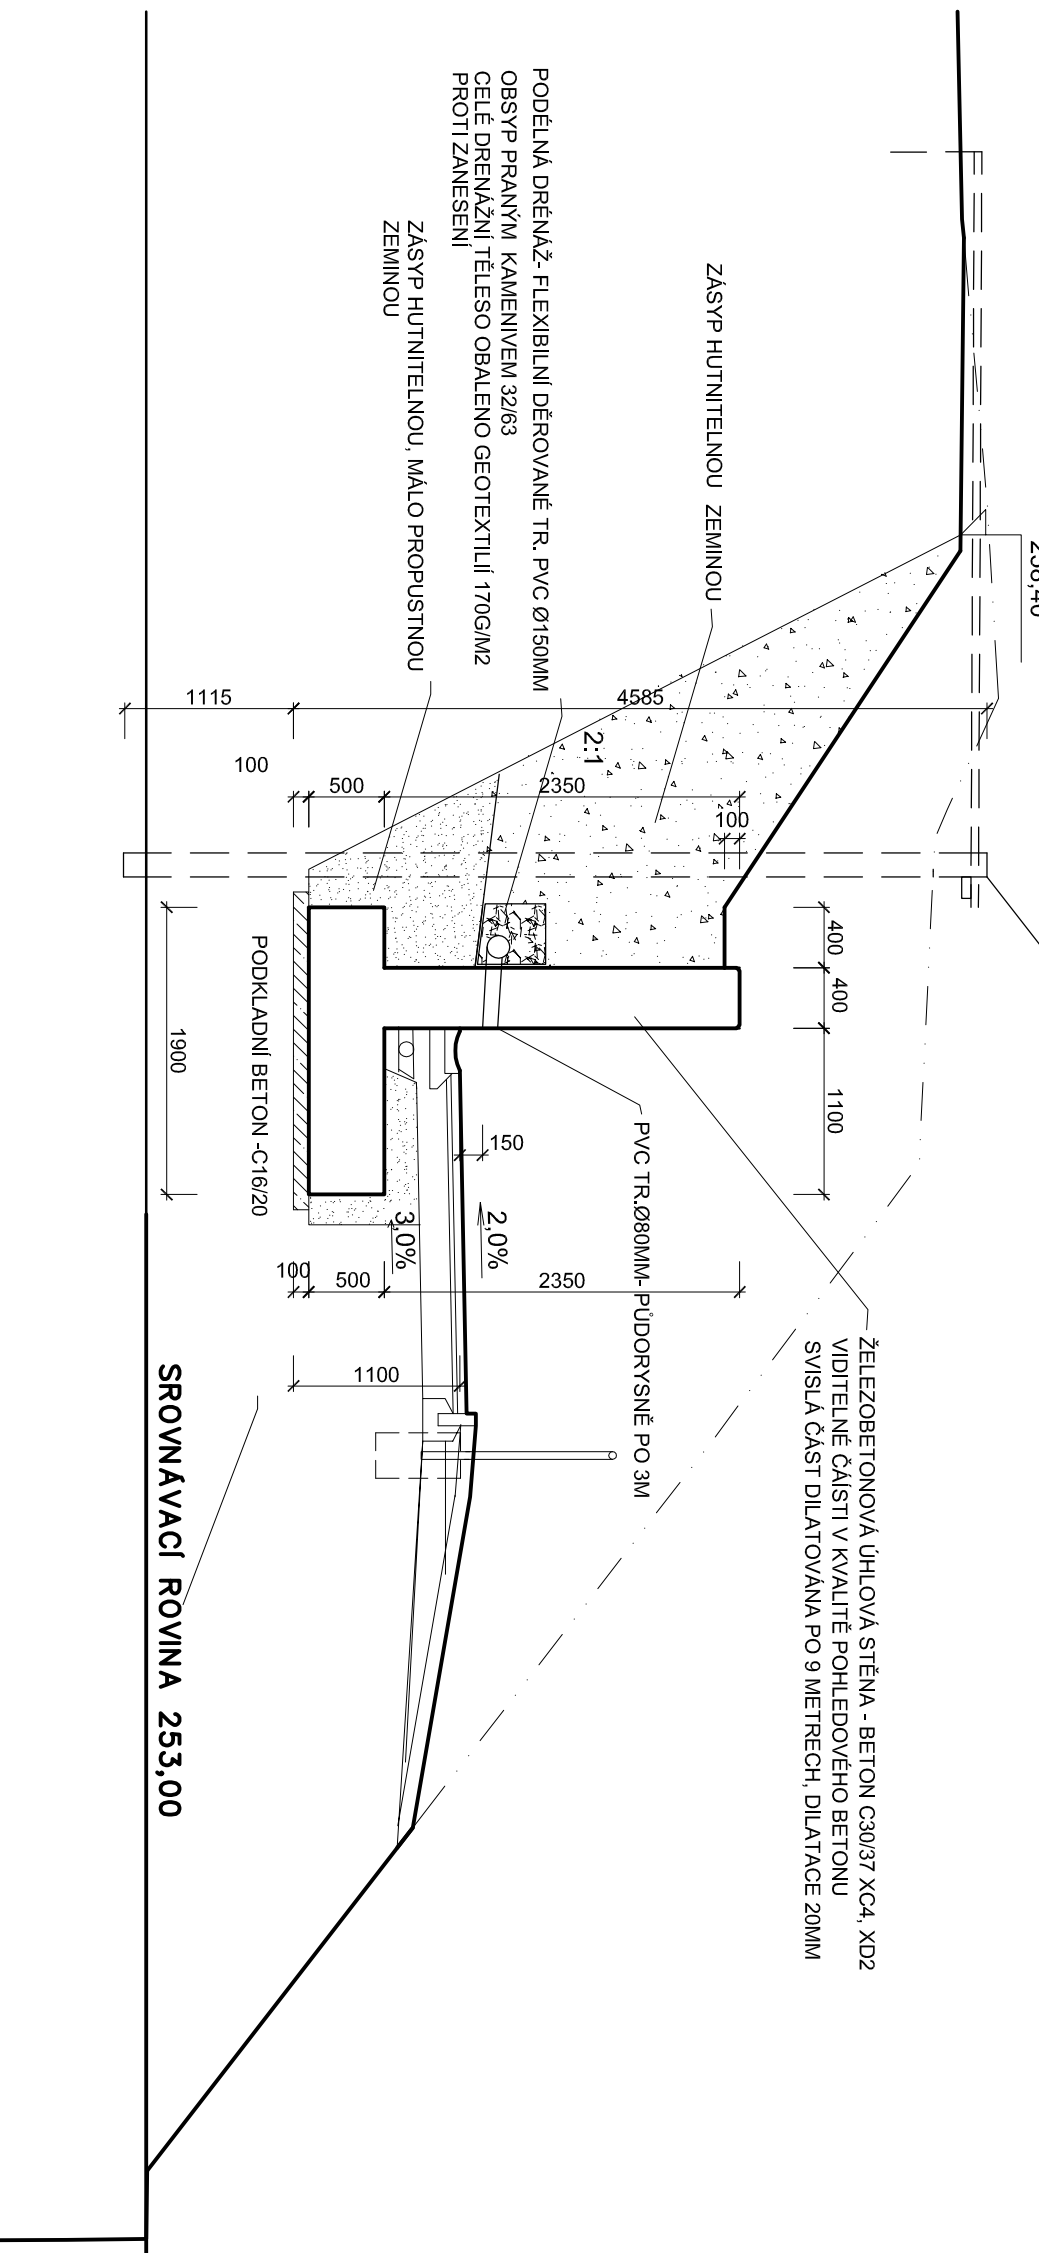 258,40
ŽELEZOBETONOVÁ ÚHLOVÁ STĚNA - BETON C30/37 XC4, XD2
VIDITELNÉ ČÁÍSTI V KVALITĚ POHLEDOVÉHO BETONU
SVISLÁ ČÁST DILATOVÁNA PO 9 METRECH, DILATACE 20MM
ZÁSYP HUTNITELNOU ZEMINOU
PODÉLNÁ DRÉNÁŽ- FLEXIBILNÍ DĚROVANÉ TR. PVC Ø150MM
OBSYP PRANÝM KAMENIVEM 32/63
CELÉ DRENÁŽNÍ TĚLESO OBALENO GEOTEXTILIÍ 170G/M2
PROTI ZANESENÍ
ZÁSYP HUTNITELNOU, MÁLO PROPUSTNOU
ZEMINOU
PVC TR.Ø80MM- PŮDORYSNĚ PO 3M
PODKLADNÍ BETON -C16/20
SROVNÁVACÍ ROVINA 253,00
1115
4585
100
500
2350
100
2:1
400
400
1100
1900
150
2,0%
3,0%
100
500
2350
1100